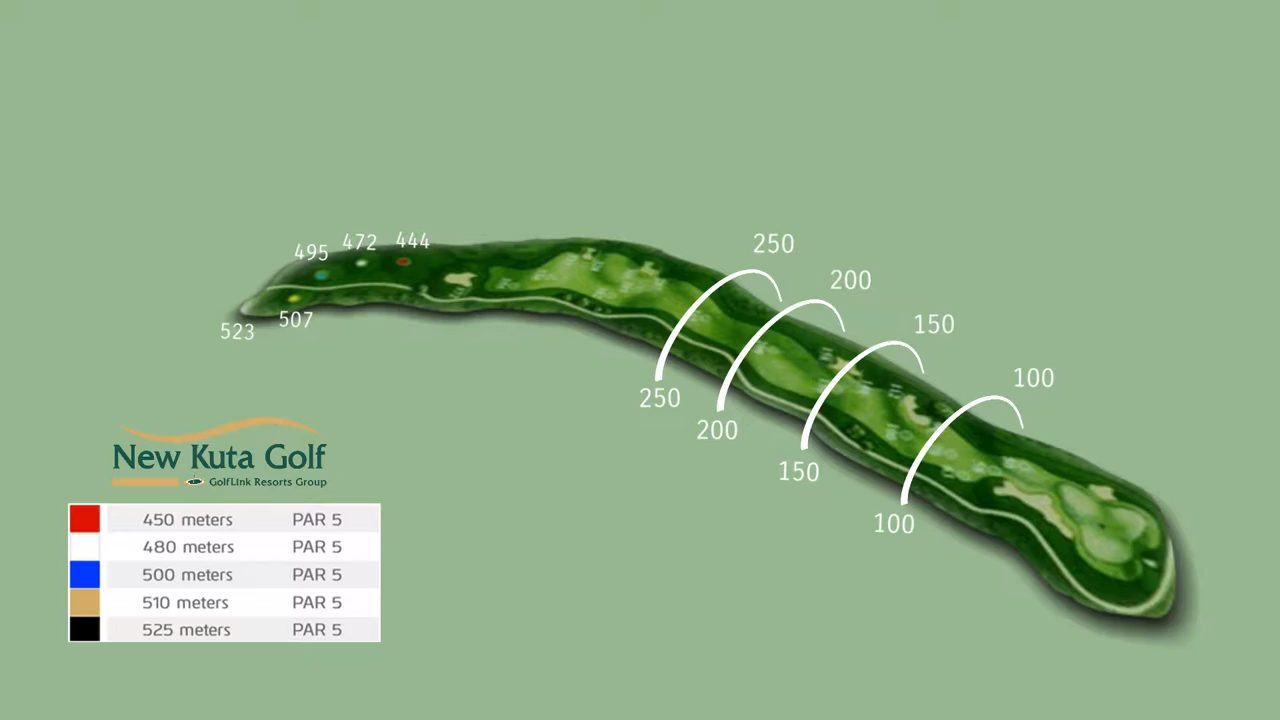 495 472 444
523 507
250
200
150
100
250
200
150
100
New Kuta Golf
GolfLink Resorts Group
450 meters PAR 5
480 meters PAR 5
500 meters PAR 5
510 meters PAR 5
525 meters PAR 5